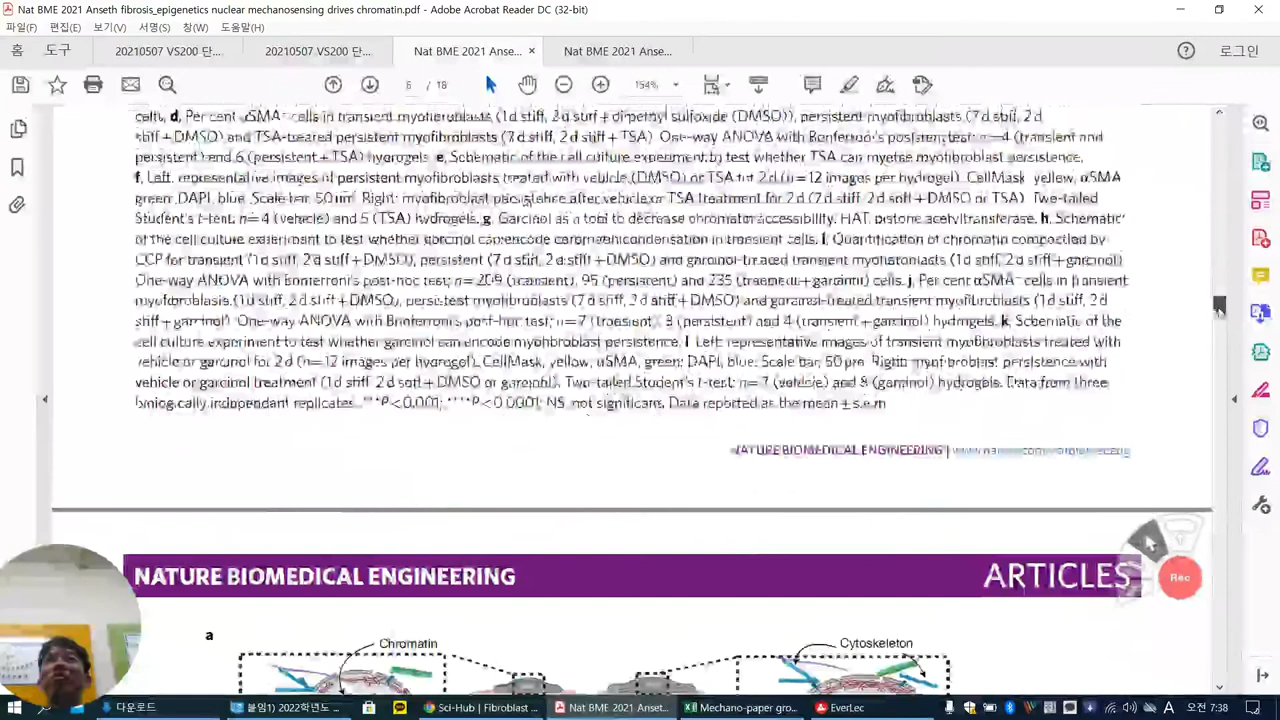 Nat BME 2021 Anseth fibrosis_epigenetics nuclear mechanosensing drives chromatin.pdf - Adobe Acrobat Reader DC (32-bit)
파일(F) 편집(E) 보기(V) 서명(S) 창(W) 도움말(H)
홈 도구 20210507 VS200 단... 20210507 VS200 단... Nat BME 2021 Anse... × Nat BME 2021 Anse... 로그인
6 / 18 154%
cells. d, Per cent αSMA+ cells in transient myofibroblasts (1 d stiff, 2 d soft + dimethyl sulfoxide (DMSO)), persistent myofibroblasts (7 d stiff, 2 d
stiff + DMSO) and TSA-treated persistent myofibroblasts (7 d stiff, 2 d stiff + TSA). One-way ANOVA with Bonferroni's post-hoc test; n=4 (transient and
persistent) and 6 (persistent + TSA) hydrogels. e, Schematic of the cell culture experiment to test whether TSA can reverse myofibroblast persistence.
f, Left: representative images of persistent myofibroblasts treated with vehicle (DMSO) or TSA for 2 d (n=12 images per hydrogel). CellMask, yellow; αSMA,
green; DAPI, blue. Scale bar, 50 μm. Right: myofibroblast persistence after vehicle or TSA treatment for 2 d (7 d stiff, 2 d soft + DMSO or TSA). Two-tailed
Student's t-test; n=4 (vehicle) and 5 (TSA) hydrogels. g, Garcinol as a tool to decrease chromatin accessibility. HAT, histone acetyltransferase. h, Schematic
of the cell culture experiment to test whether garcinol can encode chromatin condensation in transient cells. i, Quantification of chromatin compacted by
CCP for transient (1 d stiff, 2 d stiff + DMSO), persistent (7 d stiff, 2 d soft + DMSO) and garcinol-treated transient myofibroblasts (1 d stiff, 2 d soft + garcinol).
One-way ANOVA with Bonferroni's post-hoc test; n=209 (transient), 95 (persistent) and 235 (transient + garcinol) cells. j, Per cent αSMA+ cells in transient
myofibroblasts (1 d stiff, 2 d stiff + DMSO), persistent myofibroblasts (7 d stiff, 2 d soft + DMSO) and garcinol-treated transient myofibroblasts (1 d stiff, 2 d
stiff + garcinol). One-way ANOVA with Bonferroni's post-hoc test; n=7 (transient), 3 (persistent) and 4 (transient + garcinol) hydrogels. k, Schematic of the
cell culture experiment to test whether garcinol can encode myofibroblast persistence. l, Left: representative images of transient myofibroblasts treated with
vehicle or garcinol for 2 d (n=12 images per hydrogel). CellMask, yellow; αSMA, green; DAPI, blue. Scale bar, 50 μm. Right: myofibroblast persistence with
vehicle or garcinol treatment (1 d stiff, 2 d soft + DMSO or garcinol). Two-tailed Student's t-test; n=7 (vehicle) and 8 (garcinol) hydrogels. Data from three
biologically independent replicates. ***P<0.001; ****P<0.0001; NS, not significant. Data reported as the mean ± s.e.m.
NATURE BIOMEDICAL ENGINEERING |
NATURE BIOMEDICAL ENGINEERING ARTICLES
Rec
a
Chromatin Cytoskeleton
다운로드 붙임1) 2022학년도 ... Sci-Hub | Fibroblast ... Nat BME 2021 Anse... Mechano-paper gro... EverLec A 오전 7:38